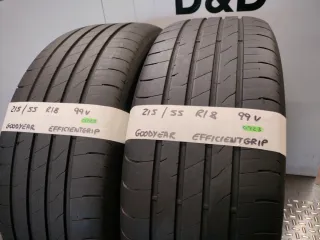 D&D
215/55 R18 99V
GOODYEAR EFFICIENTGRIP
215/55 R18 99V
GOODYEAR EFFICIENTGRIP